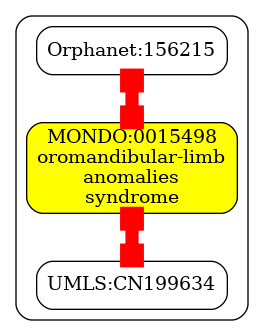 Orphanet:156215
MONDO:0015498
oromandibular-limb
anomalies
syndrome
UMLS:CN199634